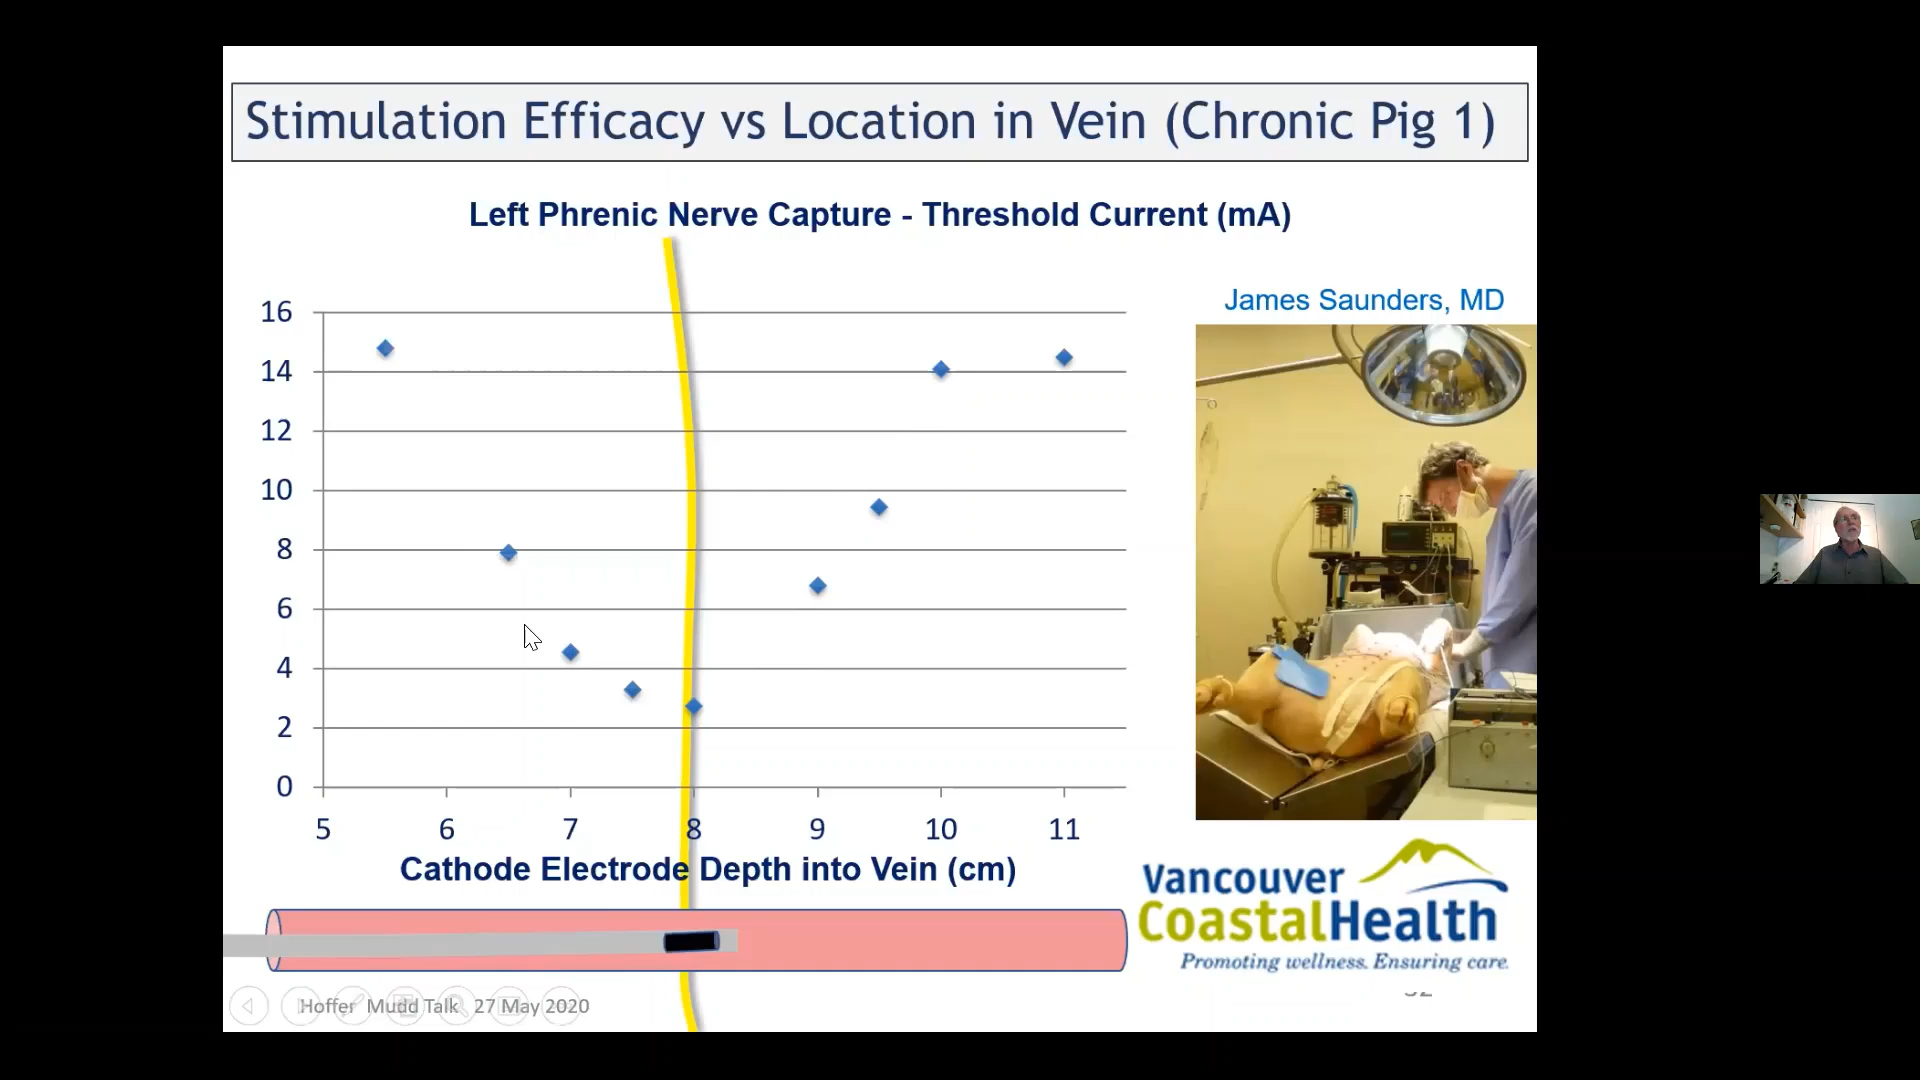 Stimulation Efficacy vs Location in Vein (Chronic Pig 1)
Left Phrenic Nerve Capture - Threshold Current (mA)
James Saunders, MD
16
14
12
10
8
6
4
2
0
5 6 7 8 9 10 11
Cathode Electrode Depth into Vein (cm)
Vancouver
CoastalHealth
Promoting wellness. Ensuring care.
Hoffer Mudd Talk 27 May 2020